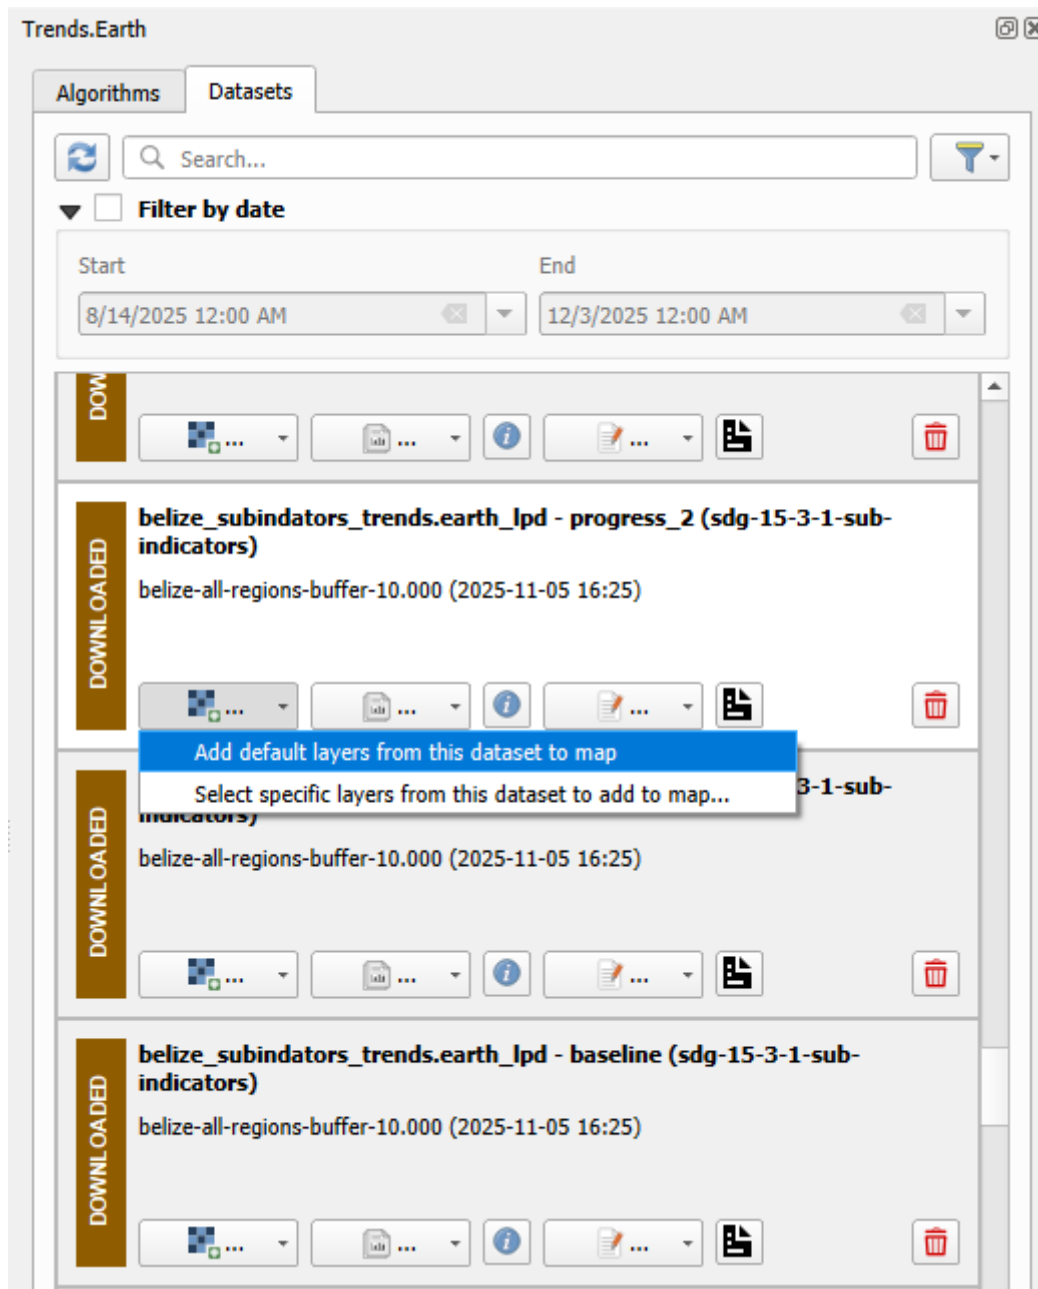 Trends.Earth
Algorithms
Datasets
Search...
Filter by date
Start
End
8/14/2025 12:00 AM
12/3/2025 12:00 AM
...
...
...
belize_subindators_trends.earth_lpd - progress_2 (sdg-15-3-1-sub-
indicators)
belize-all-regions-buffer-10.000 (2025-11-05 16:25)
DOWNLOADED
...
...
...
Add default layers from this dataset to map
Select specific layers from this dataset to add to map...
3-1-sub-
indicators)
belize-all-regions-buffer-10.000 (2025-11-05 16:25)
DOWNLOADED
...
...
...
belize_subindators_trends.earth_lpd - baseline (sdg-15-3-1-sub-
indicators)
belize-all-regions-buffer-10.000 (2025-11-05 16:25)
DOWNLOADED
...
...
...